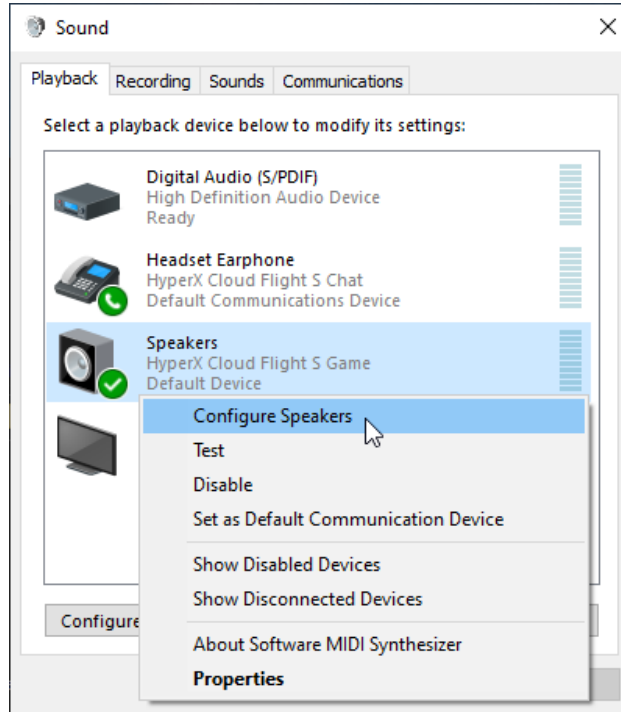 Sound
Playback Recording Sounds Communications
Select a playback device below to modify its settings:
Digital Audio (S/PDIF)
High Definition Audio Device
Ready
Headset Earphone
HyperX Cloud Flight S Chat
Default Communications Device
Speakers
HyperX Cloud Flight S Game
Default Device
Configure Speakers
Test
Disable
Set as Default Communication Device
Show Disabled Devices
Show Disconnected Devices
Configure
About Software MIDI Synthesizer
Properties